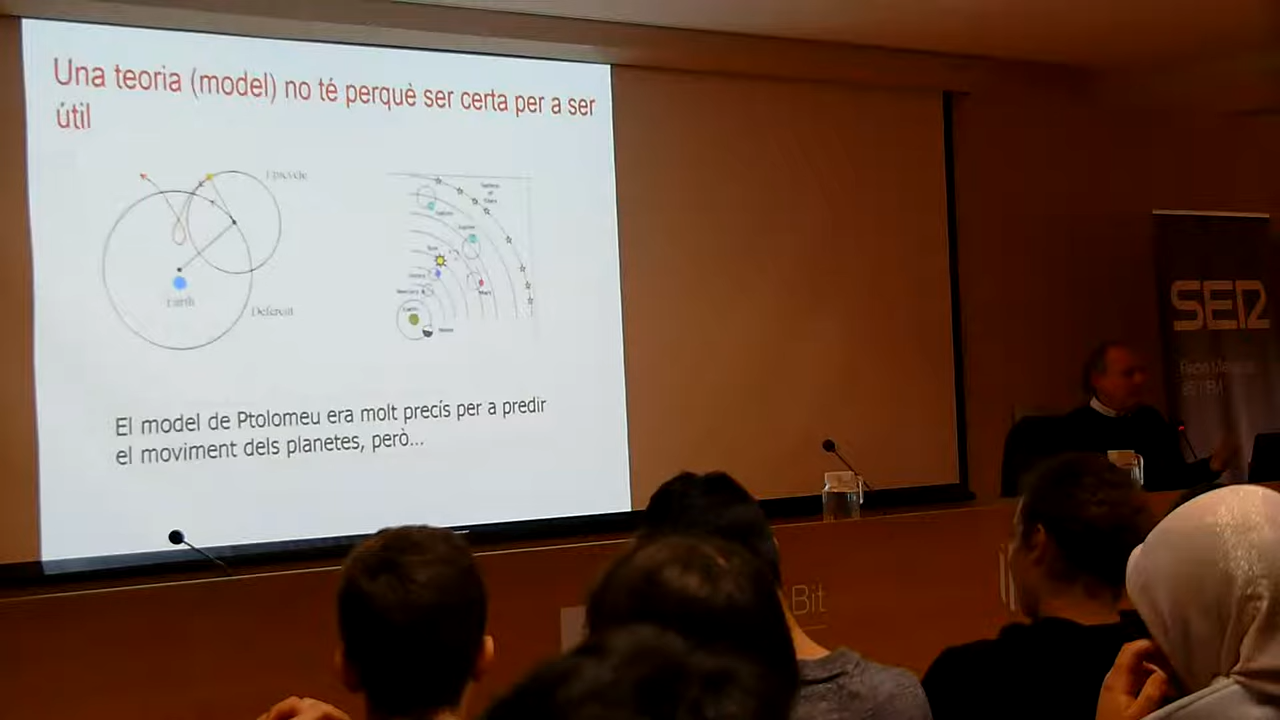 Una teoria (model) no té perquè ser certa per a ser
útil
Epicycle
Earth
Deferent
El model de Ptolomeu era molt precís per a predir
el moviment dels planetes, però...
SER
Bit